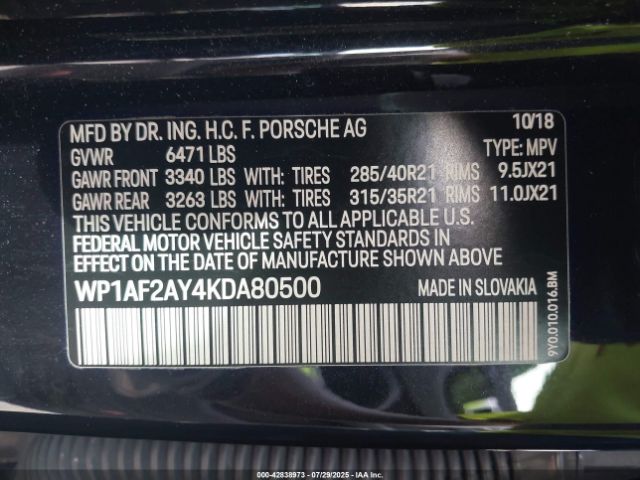 MFD BY DR. ING. H.C. F. PORSCHE AG 10/18
GVWR 6471 LBS TYPE: MPV
GAWR FRONT 3340 LBS WITH: TIRES 285/40R21 RIMS 9.5JX21
GAWR REAR 3263 LBS WITH: TIRES 315/35R21 RIMS 11.0JX21
THIS VEHICLE CONFORMS TO ALL APPLICABLE U.S.
FEDERAL MOTOR VEHICLE SAFETY STANDARDS IN
EFFECT ON THE DATE OF MANUFACTURE SHOWN ABOVE
WP1AF2AY4KDA80500 MADE IN SLOVAKIA
9Y0.010.016.BM
000-42838973 - 07/29/2025 - IAAI.com